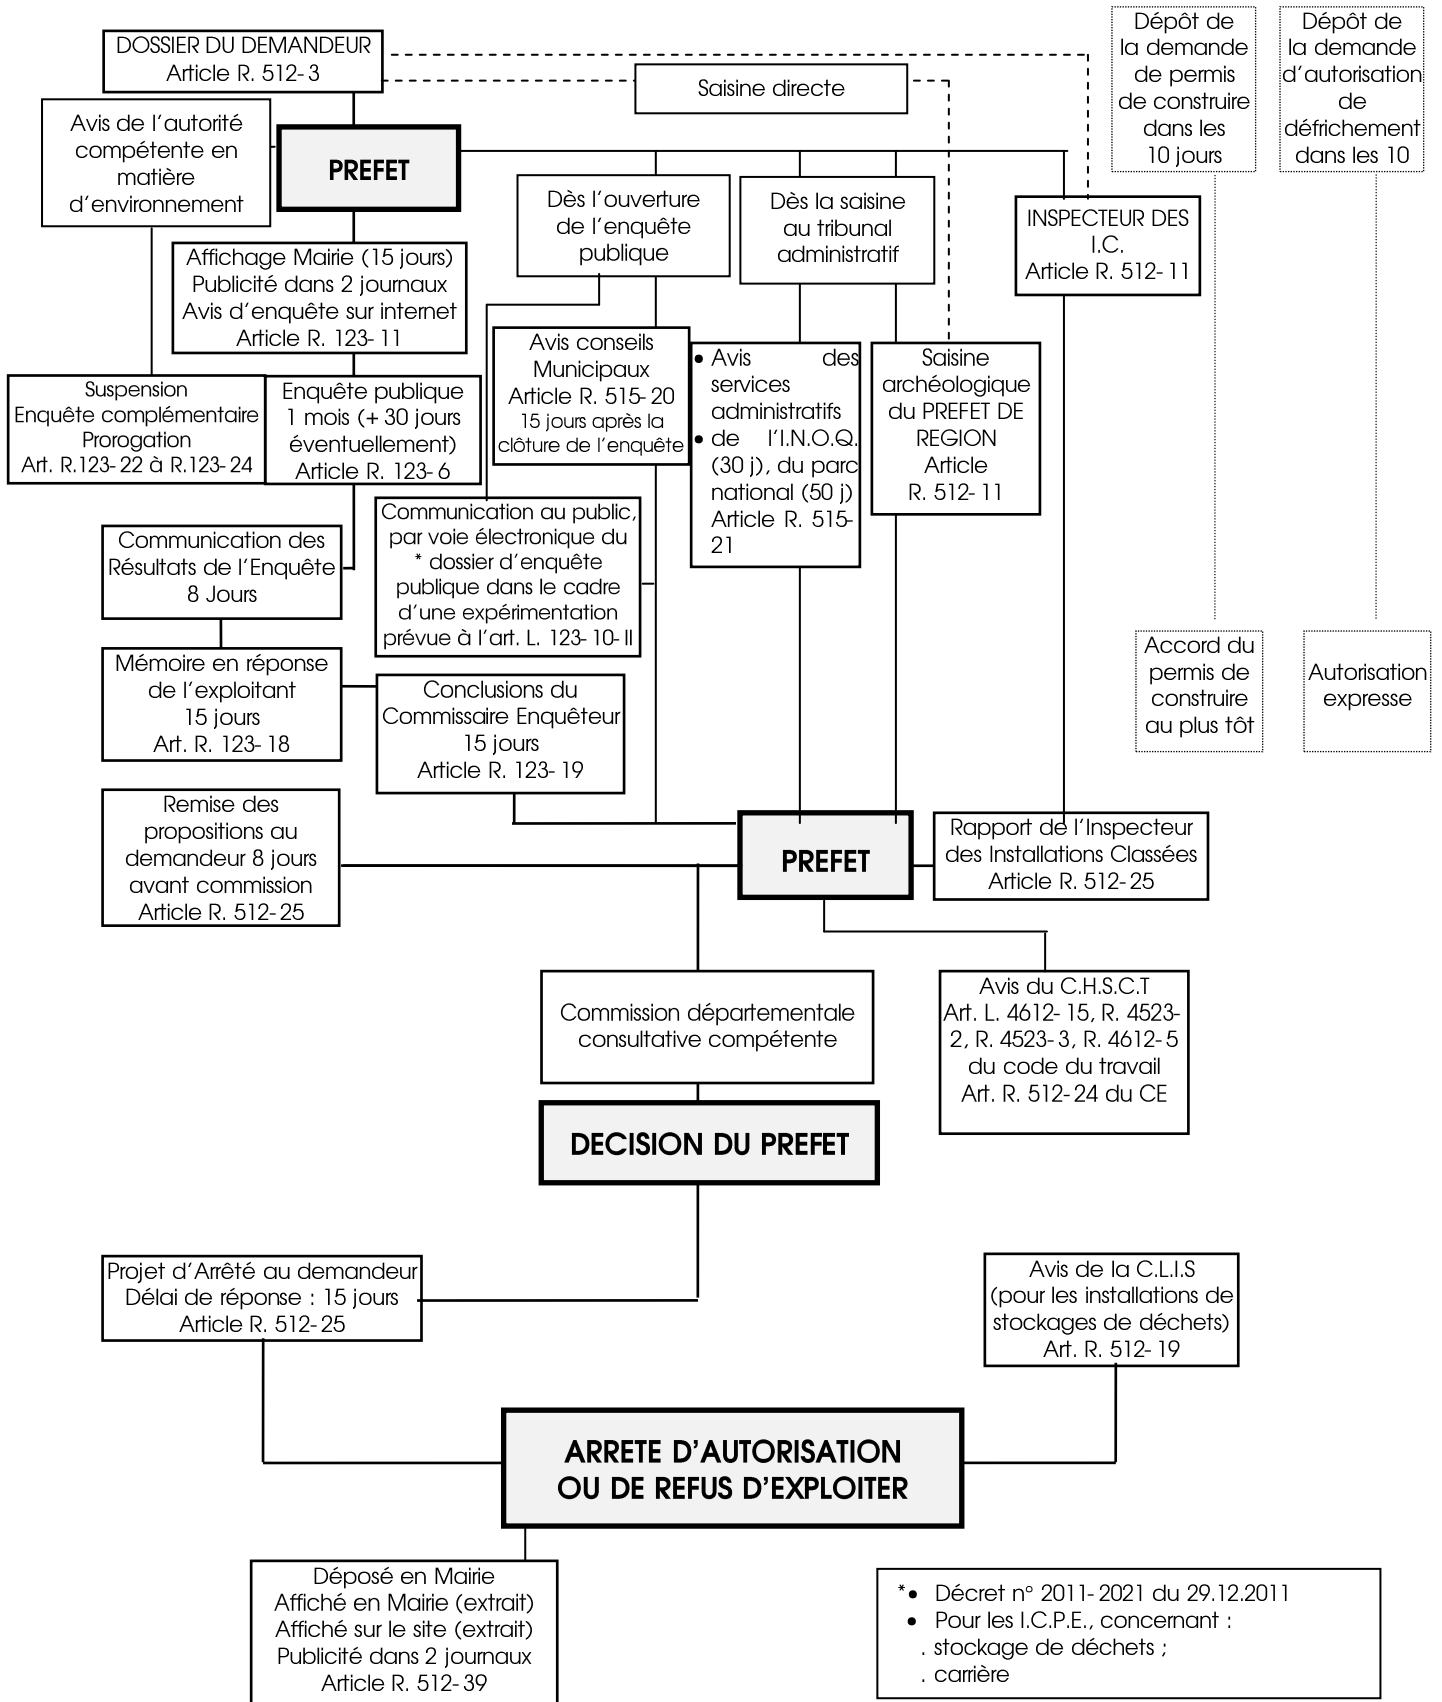 DOSSIER DU DEMANDEUR
Article R. 512-3
Saisine directe
Dépôt de
la demande
de permis
de construire
dans les
10 jours
Dépôt de
la demande
d'autorisation
de
défrichement
dans les 10
Avis de l'autorité
compétente en
matière
d'environnement
PREFET
Dès l'ouverture
de l'enquête
publique
Dès la saisine
au tribunal
administratif
INSPECTEUR DES
I.C.
Article R. 512-11
Affichage Mairie (15 jours)
Publicité dans 2 journaux
Avis d'enquête sur internet
Article R. 123-11
Suspension
Enquête complémentaire
Prorogation
Art. R.123-22 à R.123-24
Enquête publique
1 mois (+ 30 jours
éventuellement)
Article R. 123-6
Avis conseils
Municipaux
Article R. 515-20
15 jours après la
clôture de l'enquête
• Avis des
services
administratifs
• de l'I.N.O.Q.
(30 j), du parc
national (50 j)
Article R. 515-
21
Saisine
archéologique
du PREFET DE
REGION
Article
R. 512-11
Communication des
Résultats de l'Enquête
8 Jours
Communication au public,
par voie électronique du
* dossier d'enquête
publique dans le cadre
d'une expérimentation
prévue à l'art. L. 123-10-II
Mémoire en réponse
de l'exploitant
15 jours
Art. R. 123-18
Conclusions du
Commissaire Enquêteur
15 jours
Article R. 123-19
Accord du
permis de
construire
au plus tôt
Autorisation
expresse
Remise des
propositions au
demandeur 8 jours
avant commission
Article R. 512-25
PREFET
Rapport de l'Inspecteur
des Installations Classées
Article R. 512-25
Commission départementale
consultative compétente
Avis du C.H.S.C.T
Art. L. 4612-15, R. 4523-
2, R. 4523-3, R. 4612-5
du code du travail
Art. R. 512-24 du CE
DECISION DU PREFET
Projet d'Arrêté au demandeur
Délai de réponse : 15 jours
Article R. 512-25
Avis de la C.L.I.S
(pour les installations de
stockages de déchets)
Art. R. 512-19
ARRETE D'AUTORISATION
OU DE REFUS D'EXPLOITER
Déposé en Mairie
Affiché en Mairie (extrait)
Affiché sur le site (extrait)
Publicité dans 2 journaux
Article R. 512-39
*• Décret n° 2011-2021 du 29.12.2011
• Pour les I.C.P.E., concernant :
. stockage de déchets ;
. carrière